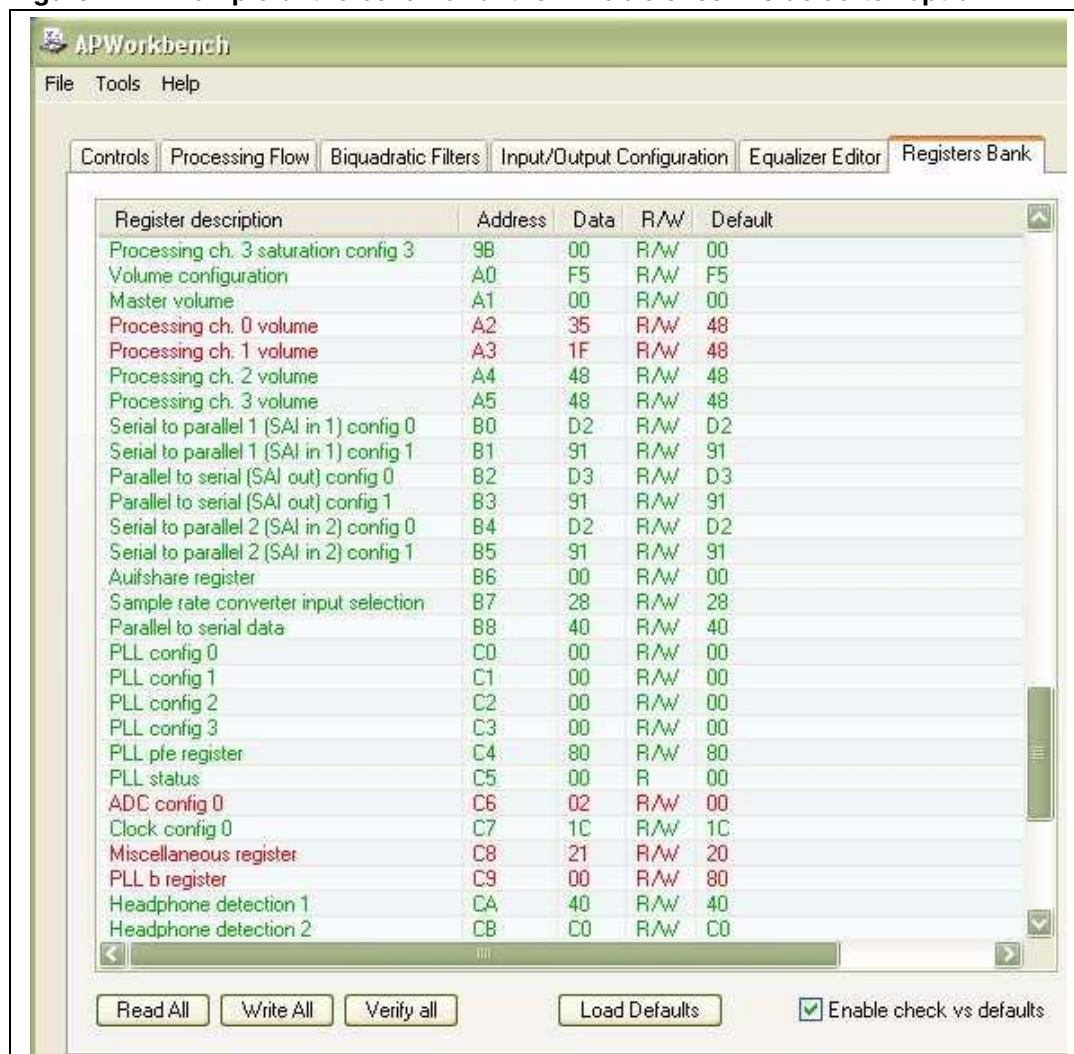 APWorkbench
File Tools Help
Controls Processing Flow Biquadratic Filters Input/Output Configuration Equalizer Editor Registers Bank
Register description Address Data R/W Default
Processing ch. 3 saturation config 3 9B 00 R/W 00
Volume configuration A0 F5 R/W F5
Master volume A1 00 R/W 00
Processing ch. 0 volume A2 35 R/W 48
Processing ch. 1 volume A3 1F R/W 48
Processing ch. 2 volume A4 48 R/W 48
Processing ch. 3 volume A5 48 R/W 48
Serial to parallel 1 (SAI in 1) config 0 B0 D2 R/W D2
Serial to parallel 1 (SAI in 1) config 1 B1 91 R/W 91
Parallel to serial (SAI out) config 0 B2 D3 R/W D3
Parallel to serial (SAI out) config 1 B3 91 R/W 91
Serial to parallel 2 (SAI in 2) config 0 B4 D2 R/W D2
Serial to parallel 2 (SAI in 2) config 1 B5 91 R/W 91
Auifshare register B6 00 R/W 00
Sample rate converter input selection B7 28 R/W 28
Parallel to serial data B8 40 R/W 40
PLL config 0 C0 00 R/W 00
PLL config 1 C1 00 R/W 00
PLL config 2 C2 00 R/W 00
PLL config 3 C3 00 R/W 00
PLL pfe register C4 80 R/W 80
PLL status C5 00 R 00
ADC config 0 C6 02 R/W 00
Clock config 0 C7 1C R/W 1C
Miscellaneous register C8 21 R/W 20
PLL b register C9 00 R/W 80
Headphone detection 1 CA 40 R/W 40
Headphone detection 2 CB C0 R/W C0
Read All Write All Verify all Load Defaults Enable check vs defaults